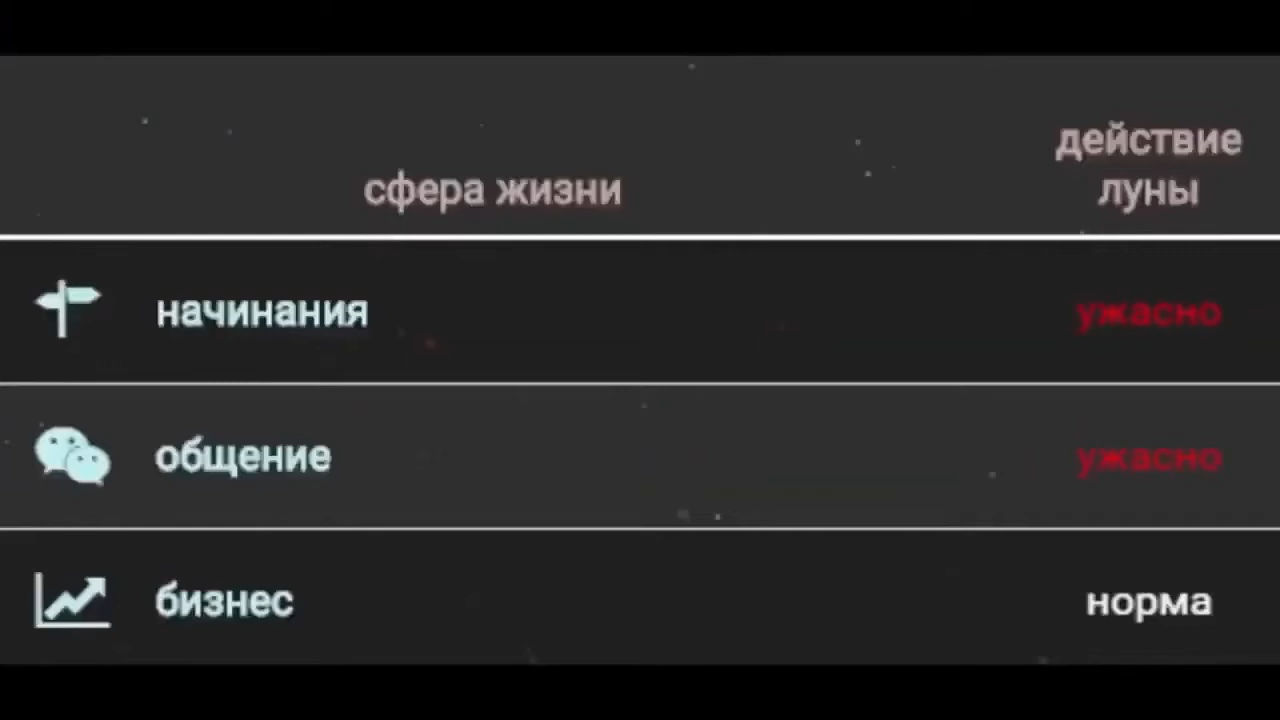 действие
сфера жизни луны
начинания ужасно
общение ужасно
бизнес норма